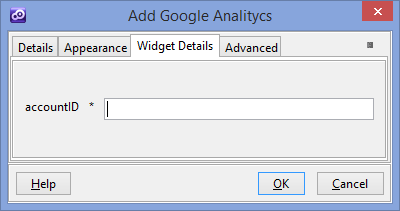 Add Google Analitycs
Details Appearance Widget Details Advanced
accountID *
Help OK Cancel